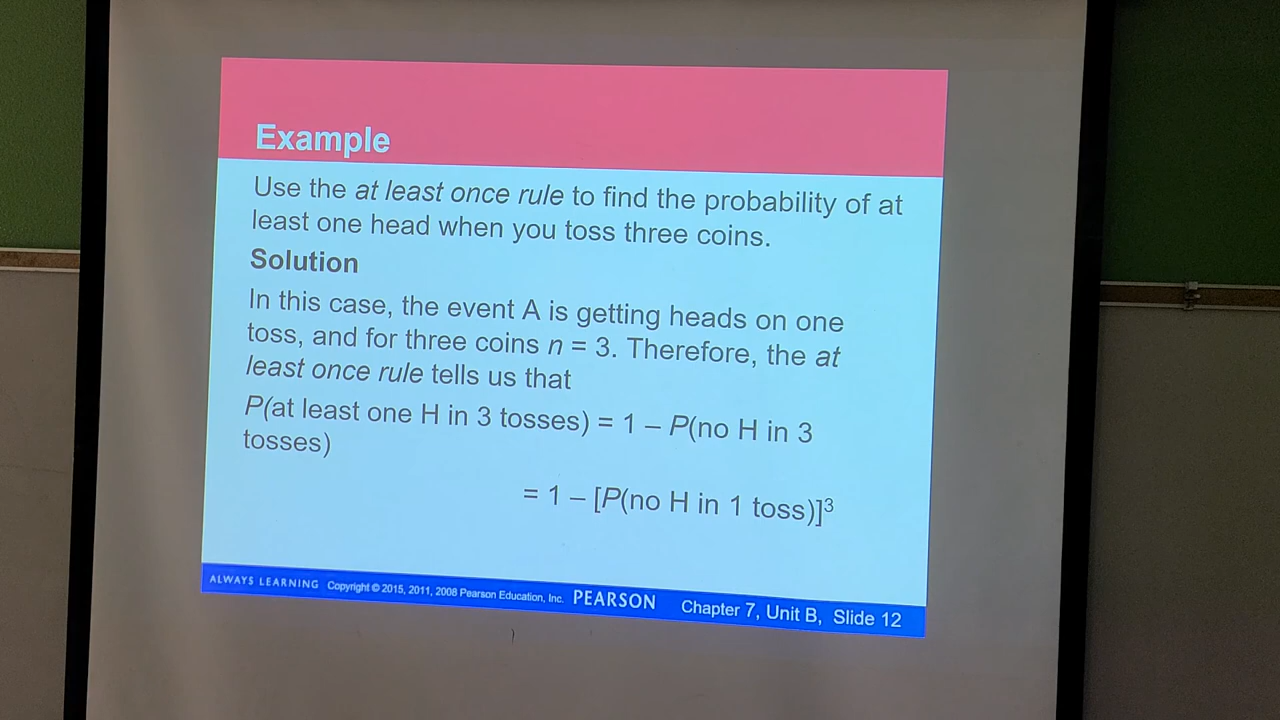 Example
Use the at least once rule to find the probability of at
least one head when you toss three coins.
Solution
In this case, the event A is getting heads on one
toss, and for three coins n = 3. Therefore, the at
least once rule tells us that
P(at least one H in 3 tosses) = 1 – P(no H in 3
tosses)
= 1 – [P(no H in 1 toss)]³
ALWAYS LEARNING Copyright © 2015, 2011, 2008 Pearson Education, Inc. PEARSON Chapter 7, Unit B, Slide 12